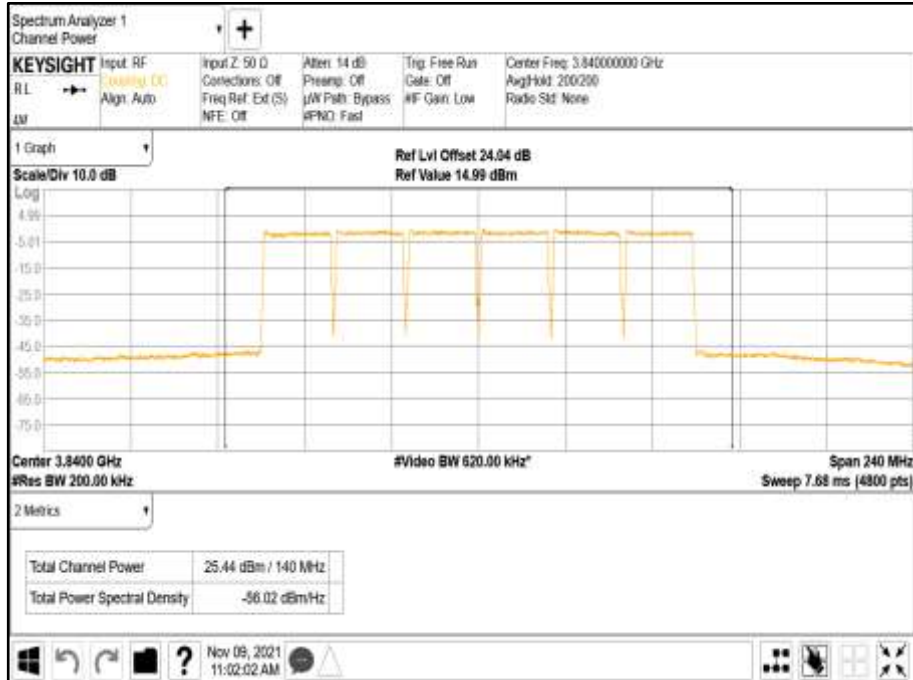 Spectrum Analyzer 1
Channel Power
+
KEYSIGHT
RL
Input: RF
Coupling: DC
Align: Auto
Input Z: 50 Ω
Corrections: Off
Freq Ref: Ext (S)
NFE: Off
Atten: 14 dB
Preamp: Off
µW Path: Bypass
#PNO: Fast
Trig: Free Run
Gate: Off
#IF Gain: Low
Center Freq: 3.840000000 GHz
Avg|Hold: 200/200
Radio Std: None
1 Graph
Scale/Div 10.0 dB
Ref Lvl Offset 24.04 dB
Ref Value 14.99 dBm
Log
4.99
-5.01
-15.0
-25.0
-35.0
-45.0
-55.0
-65.0
-75.0
Center 3.8400 GHz
#Video BW 620.00 kHz*
Span 240 MHz
#Res BW 200.00 kHz
Sweep 7.68 ms (4800 pts)
2 Metrics
Total Channel Power 25.44 dBm / 140 MHz
Total Power Spectral Density -56.02 dBm/Hz
?
Nov 09, 2021
11:02:02 AM